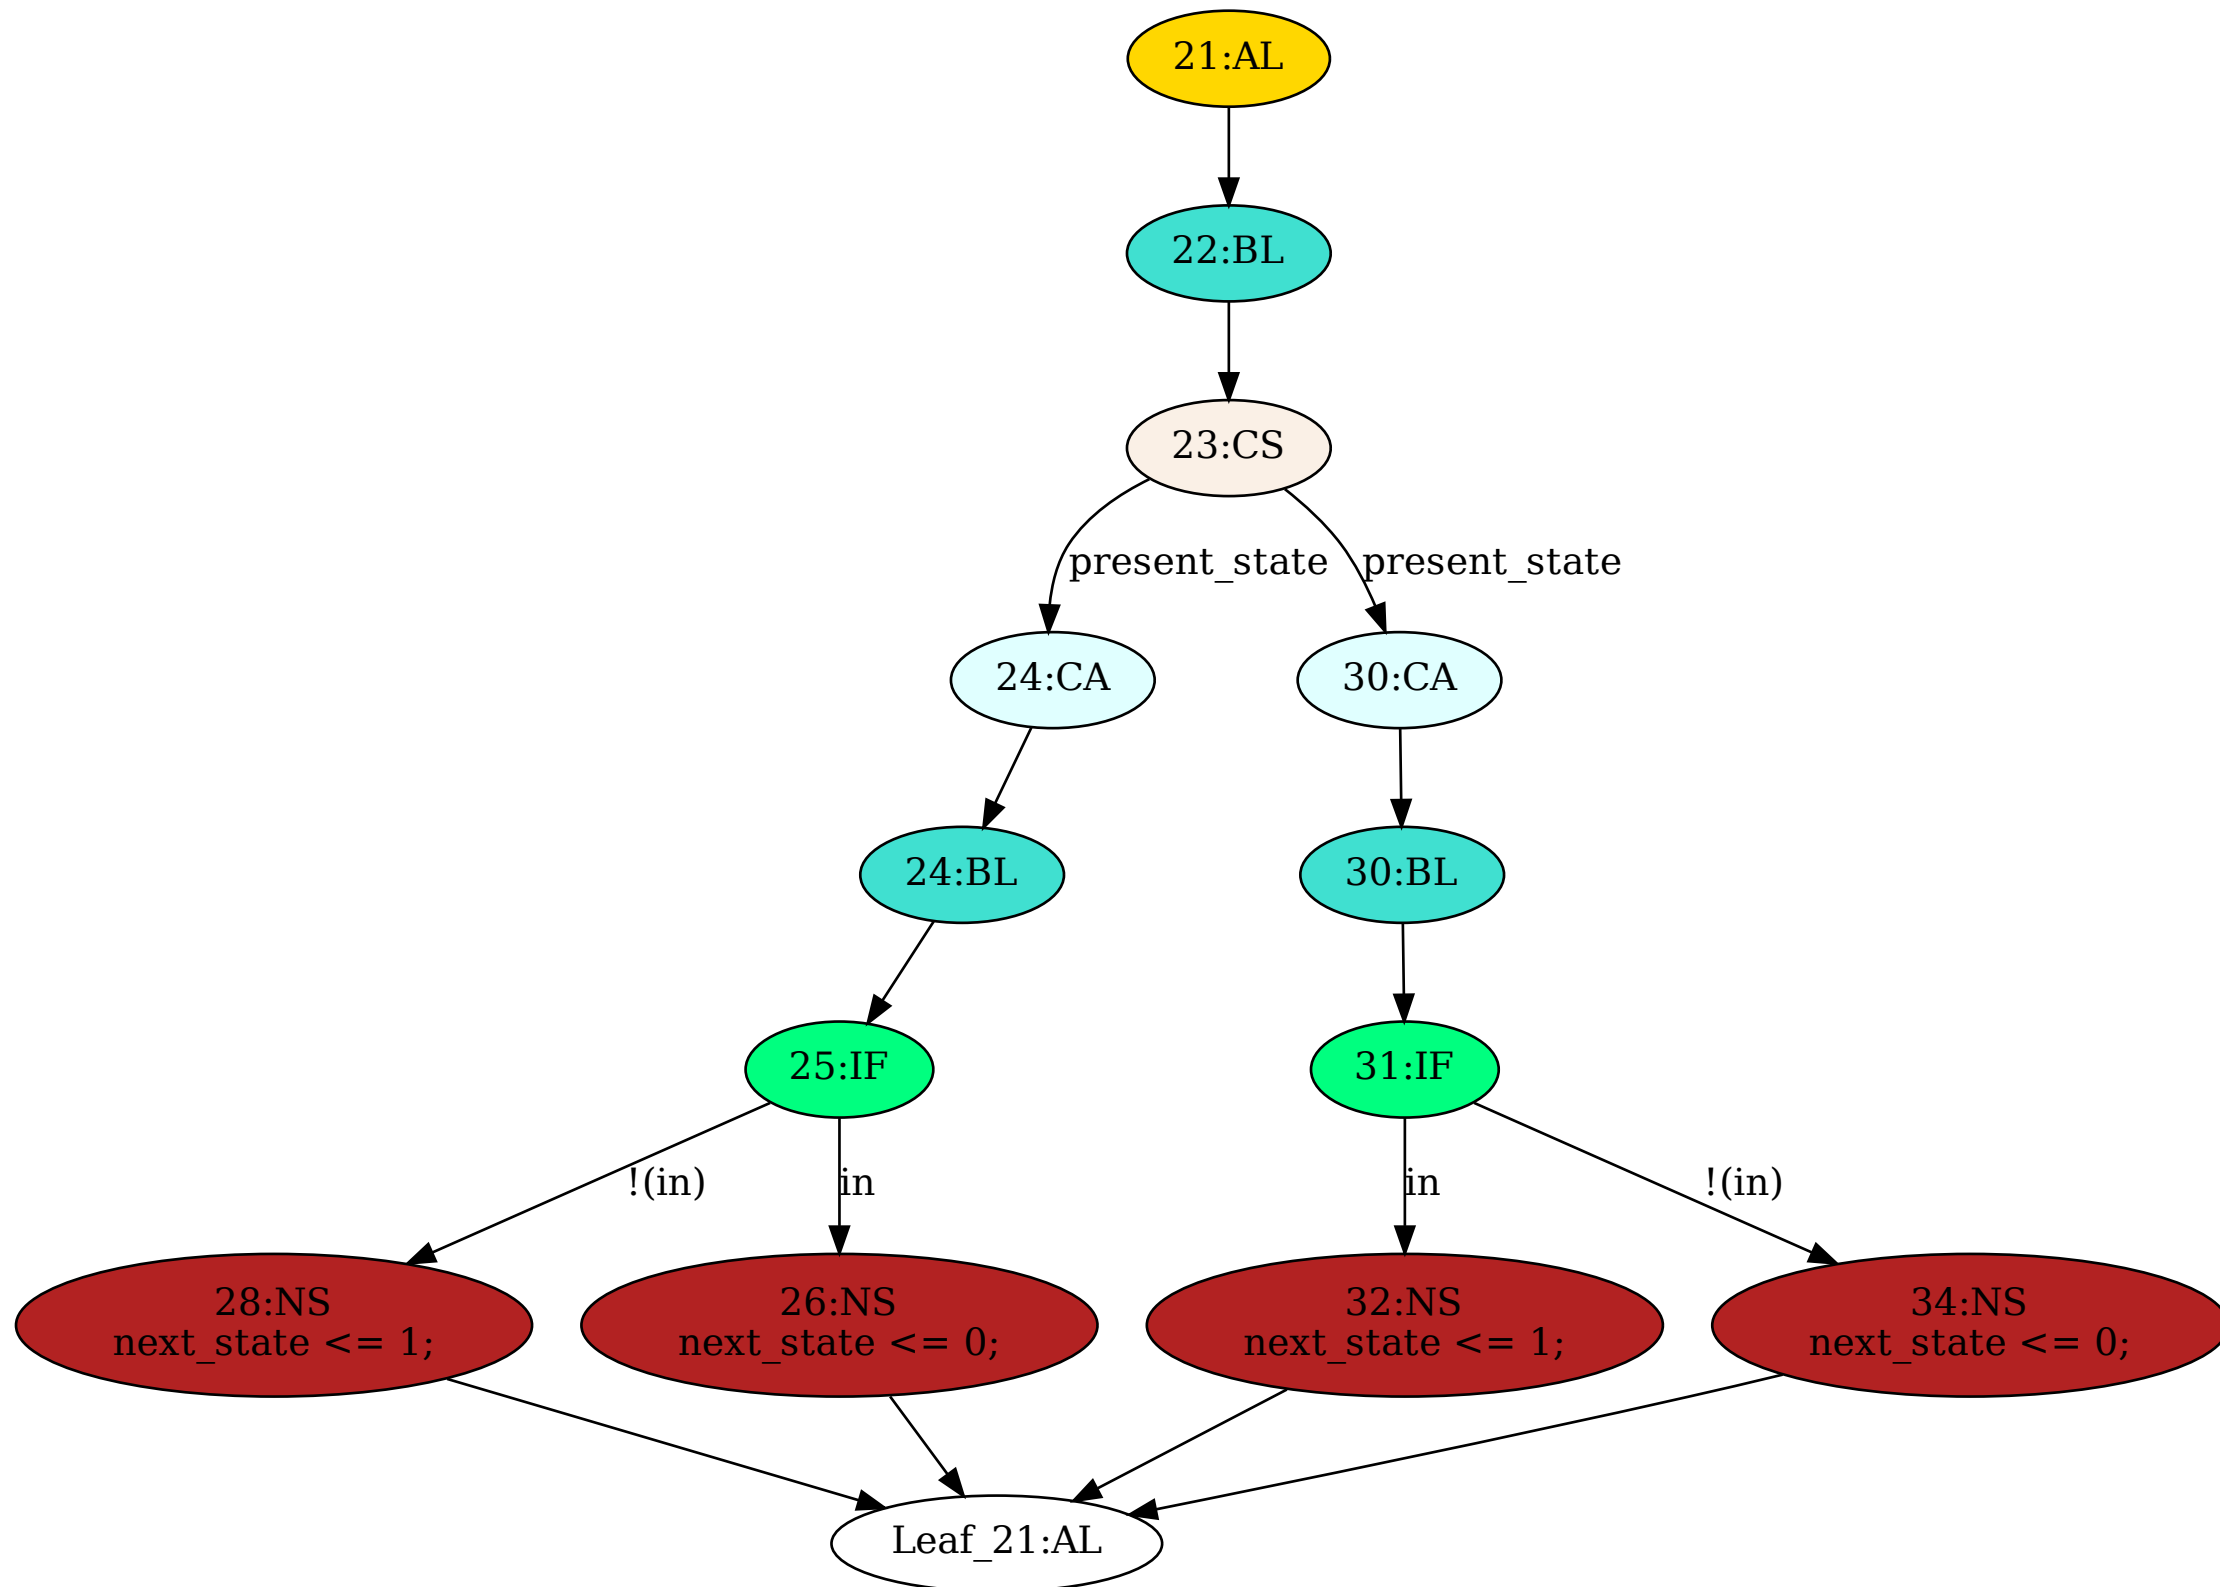 21:AL
22:BL
23:CS
present_state
present_state
24:CA
30:CA
24:BL
30:BL
25:IF
31:IF
!(in)
in
in
!(in)
28:NS
next_state <= 1;
26:NS
next_state <= 0;
32:NS
next_state <= 1;
34:NS
next_state <= 0;
Leaf_21:AL